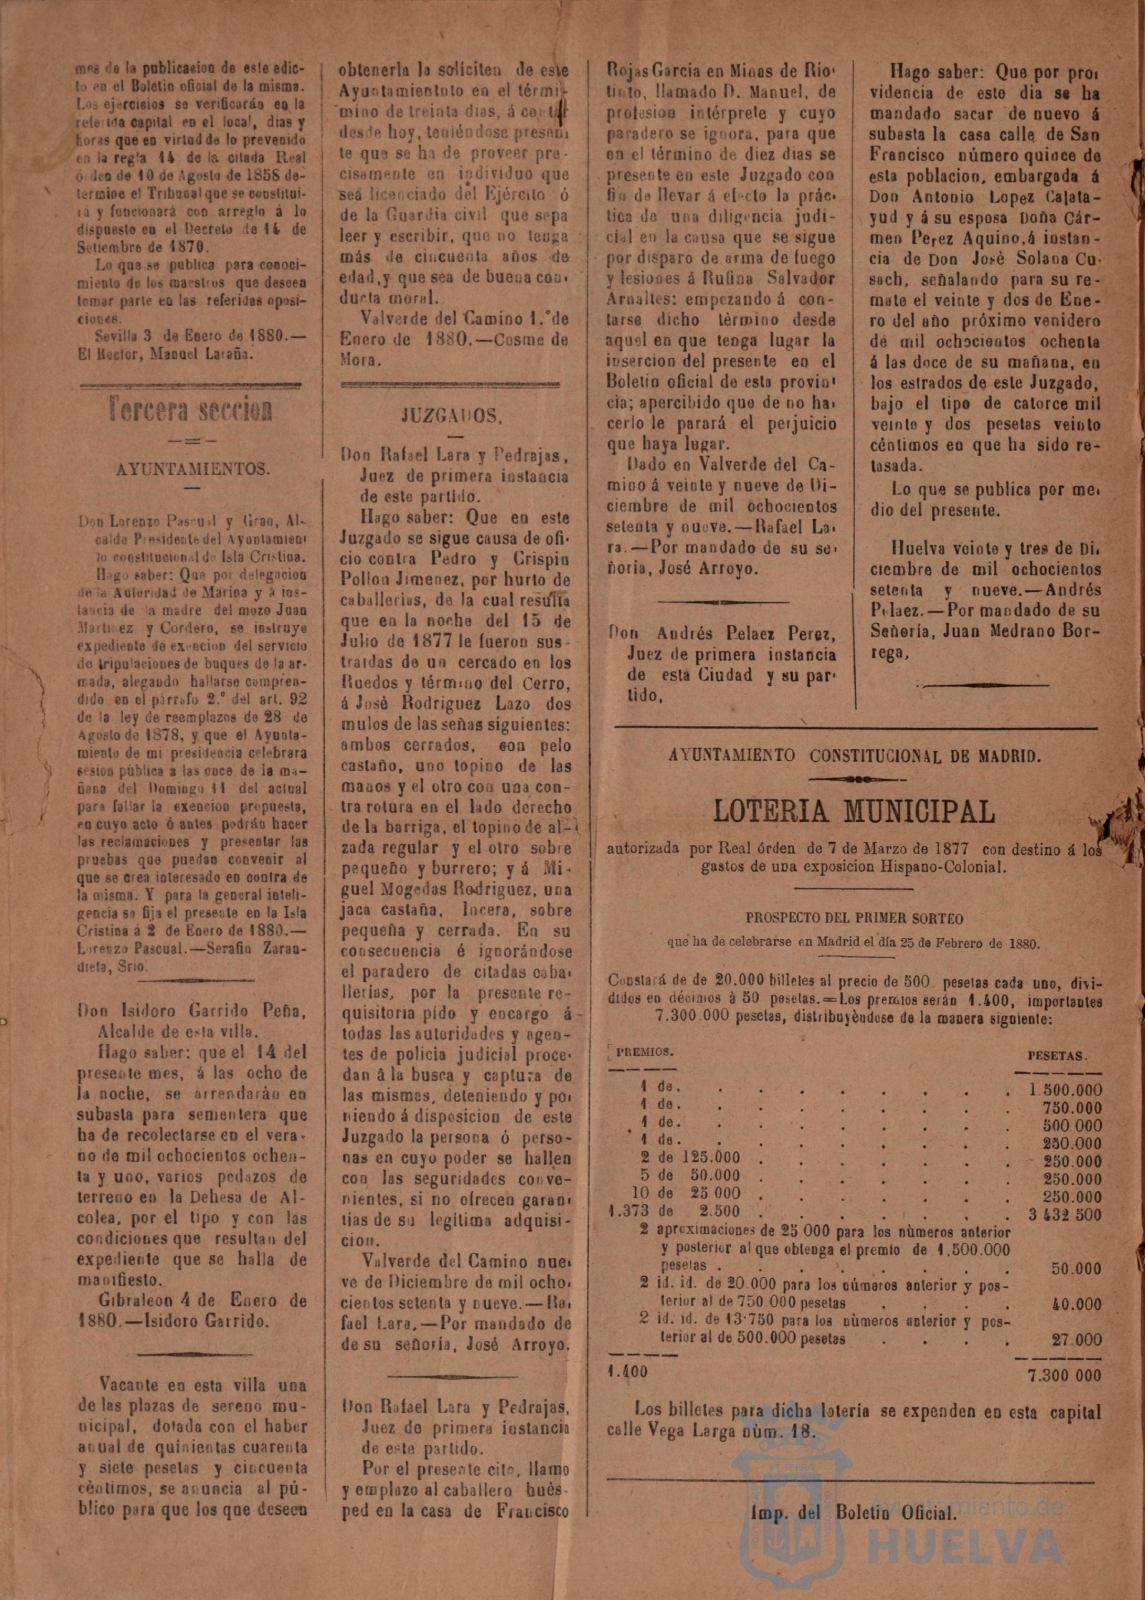 mes de la publicacion de este edic-
to en el Boletin oficial de la misma.
Los ejercisios se verificarán en la
referida capital en el local, dias y
horas que en virtud de lo prevenido
en la regla 14 de la citada Real
órden de 10 de Agosto de 1858 de-
termine el Tribunal que se constitui-
rá y funcionará con arreglo á lo
dispuesto en el Decreto de 14 de
Setiembre de 1870.
Lo que se publica para conoci-
miento de los maestros que deseen
tomar parte en las referidas oposi-
ciones.
Sevilla 3 de Enero de 1880.—
El Rector, Manuel Laraña.
Tercera seccion
AYUNTAMIENTOS.
Don Lorenzo Pascual y Grao, Al-
calde Presidente del Ayuntamien
to constitucional de Isla Cristina.
Hago saber: Que por delegacion
de la Autoridad de Marina y á ins-
tancia de la madre del mozo Juan
Martinez y Cordero, se instruye
expediente de exencion del servicio
de tripulaciones de buques de la ar-
mada, alegando hallarse compren-
dido en el párrafo 2.° del art. 92
de la ley de reemplazos de 28 de
Agosto de 1878, y que el Ayunta-
miento de mi presidencia celebrara
sesion pública a las once de la ma-
ñana del Domingo 11 del actual
para fallar la exencion propuesta,
en cuyo acto ó antes podrán hacer
las reclamaciones y presentar las
pruebas que puedan convenir al
que se crea interesado en contra de
la misma. Y para la general inteli-
gencia se fija el presente en la Isla
Cristina á 2 de Enero de 1880.—
Lorenzo Pascual.—Serafin Zaran-
dieta, Srio.
Don Isidoro Garrido Peña,
Alcalde de esta villa.
Hago saber: que el 14 del
presente mes, á las ocho de
la noche, se arrendarán en
subasta para sementera que
ha de recolectarse en el vera-
no de mil ochocientos ochen-
ta y uno, varios pedazos de
terreno en la Dehesa de Al-
colea, por el tipo y con las
condiciones que resultan del
expediente que se halla de
manifiesto.
Gibraleon 4 de Enero de
1880.—Isidoro Garrido.
Vacante en esta villa una
de las plazas de sereno mu-
nicipal, dotada con el haber
anual de quinientas cuarenta
y siete pesetas y cincuenta
céntimos, se anuncia al pú-
blico para que los que deseen
obtenerla la soliciten de este
Ayuntamientoto en el térmi-
mino de treinta dias, á contar
desde hoy, teniéndose presen
te que se ha de proveer pre-
cisamente en individuo que
seá licenciado del Ejército ó
de la Guardia civil que sepa
leer y escribir, que no tenga
más de cincuenta años de
edad, y que sea de buena con-
ducta moral.
Valverde del Camino 1.° de
Enero de 1880.—Cosme de
Mora.
JUZGADOS.
Don Rafael Lara y Pedrajas,
Juez de primera instancia
de este partido.
Hago saber: Que en este
Juzgado se sigue causa de ofi-
cio contra Pedro y Crispin
Pollon Jimenez, por hurto de
caballerias, de la cual resulta
que en la noche del 15 de
Julio de 1877 le fueron sus-
traidas de un cercado en los
Ruedos y término del Cerro,
á José Rodriguez Lazo dos
mulos de las señas siguientes:
ambos cerrados, con pelo
castaño, uno topino de las
manos y el otro con una con-
tra rotura en el lado derecho
de la barriga, el topino de al-
zada regular y el otro sobre
pequeño y burrero; y á Mi-
guel Mogedas Rodriguez, una
jaca castaña, lucera, sobre
pequeña y cerrada. En su
consecuencia é ignorándose
el paradero de citadas caba-
llerias, por la presente re-
quisitoria pido y encargo á
todas las autoridades y agen-
tes de policia judicial proce-
dan á la busca y captura de
las mismas, deteniendo y po-
niendo á disposicion de este
Juzgado la persona ó perso-
nas en cuyo poder se hallen
con las seguridades conve-
nientes, si no ofrecen garan-
tias de su legitima adquisi-
cion.
Valverde del Camino nue-
ve de Diciembre de mil ocho-
cientos setenta y nueve.—Ra-
fael Lara.—Por mandado de
de su señoria, José Arroyo.
Don Rafael Lara y Pedrajas,
Juez de primera instancia
de este partido.
Por el presente cito, llamo
y emplazo al caballero hués-
ped en la casa de Francisco
Rojas Garcia en Minas de Rio-
tinto, llamado D. Manuel, de
profesion intérprele y cuyo
paradero se ignora, para que
en el término de diez dias se
presente en este Juzgado con
fin de llevar á efecto la prác-
tica de una diligencia judi-
cial en la causa que se sigue
por disparo de arma de fuego
y lesiones á Rufina Salvador
Arnaltes: empezando á con-
tarse dicho tèrmino desde
aquel en que tenga lugar la
insercion del presente en el
Boletin oficial de esta provin-
cia; apercibido que de no ha-
cerlo le parará el perjuicio
que haya lugar.
Dado en Valverde del Ca-
mino á veinte y nueve de Di-
ciembre de mil ochocientos
setenta y nueve.—Rafael La-
ra.—Por mandado de su se-
ñoria, José Arroyo.
Don Andrés Pelaez Perez,
Juez de primera instancia
de está Ciudad y su par-
tido,
Hago saber: Que por pro-
videncia de este dia se ha
mandado sacar de nuevo á
subasta la casa calle de San
Francisco número quince de
esta poblacion, embargada á
Don Antonio Lopez Calata-
yud y á su esposa Doña Cár-
men Perez Aquino, á instan-
cia de Don José Solana Cu-
sach, señalando para su re-
mate el veinte y dos de Ene-
ro del año próximo venidero
de mil ochocientos ochenta
á las doce de su mañana, en
los estrados de este Juzgado,
bajo el tipo de catorce mil
veinte y dos pesetas veinto
céntimos en que ha sido re-
tasada.
Lo que se publica por me-
dio del presente.
Huelva veinte y tres de Di-
ciembre de mil ochocientos
setenta y nueve.—Andrés
Pelaez.—Por mandado de su
Señoría, Juan Medrano Bor-
rega,
AYUNTAMIENTO CONSTITUCIONAL DE MADRID.
LOTERIA MUNICIPAL
autorizada por Real órden de 7 de Marzo de 1877 con destino á los
gastos de una exposicion Hispano-Colonial.
PROSPECTO DEL PRIMER SORTEO
que ha de celebrarse en Madrid el día 25 de Febrero de 1880.
Constará de de 20.000 billetes al precio de 500 pesetas cada uno, divi-
didos en décimos à 50 pesetas.=Los premios serán 1.400, importantes
7.300.000 pesetas, distribuyèndose de la manera siguiente:
PREMIOS. PESETAS.
1 de. . . . . . . . . 1.500.000
1 de. . . . . . . . . 750.000
1 de. . . . . . . . . 500 000
1 de. . . . . . . . . 250.000
2 de 125.000 . . . . . . . 250.000
5 de 50.000 . . . . . . . 250.000
10 de 25 000 . . . . . . . 250.000
1.373 de 2.500 . . . . . . . 3 432 500
2 aproximaciones de 25 000 para los nùmeros anterior
y posterior al que obtenga el premio de 1,500.000
pesetas . . . . . . . . 50.000
2 id. id. de 20.000 para los números anterior y pos-
terior al de 750 000 pesetas . . . . 40.000
2 id. id. de 13·750 para los nùmeros anterior y pos-
terior al de 500.000 pesetas . . . . 27.000
1.400 7.300 000
Los billetes para dicha latería se expenden en esta capital
calle Vega Larga nùm. 18.
Imp. del Boletin Oficial.
Ayuntamiento de
HUELVA